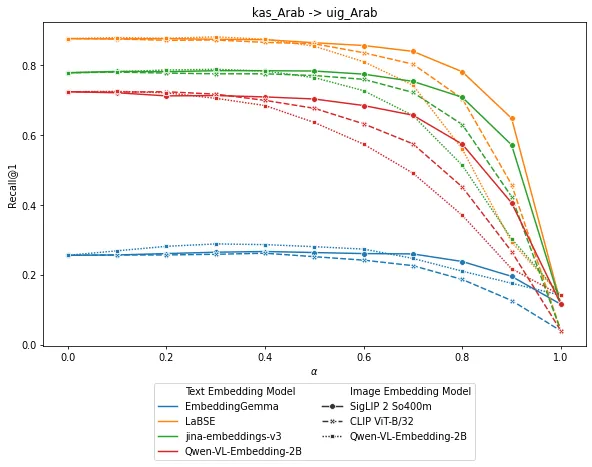 kas_Arab -> uig_Arab
Recall@1
0.8
0.6
0.4
0.2
0.0
0.0 0.2 0.4 0.6 0.8 1.0
α
Text Embedding Model
EmbeddingGemma
LaBSE
jina-embeddings-v3
Qwen-VL-Embedding-2B
Image Embedding Model
SigLIP 2 So400m
CLIP ViT-B/32
Qwen-VL-Embedding-2B